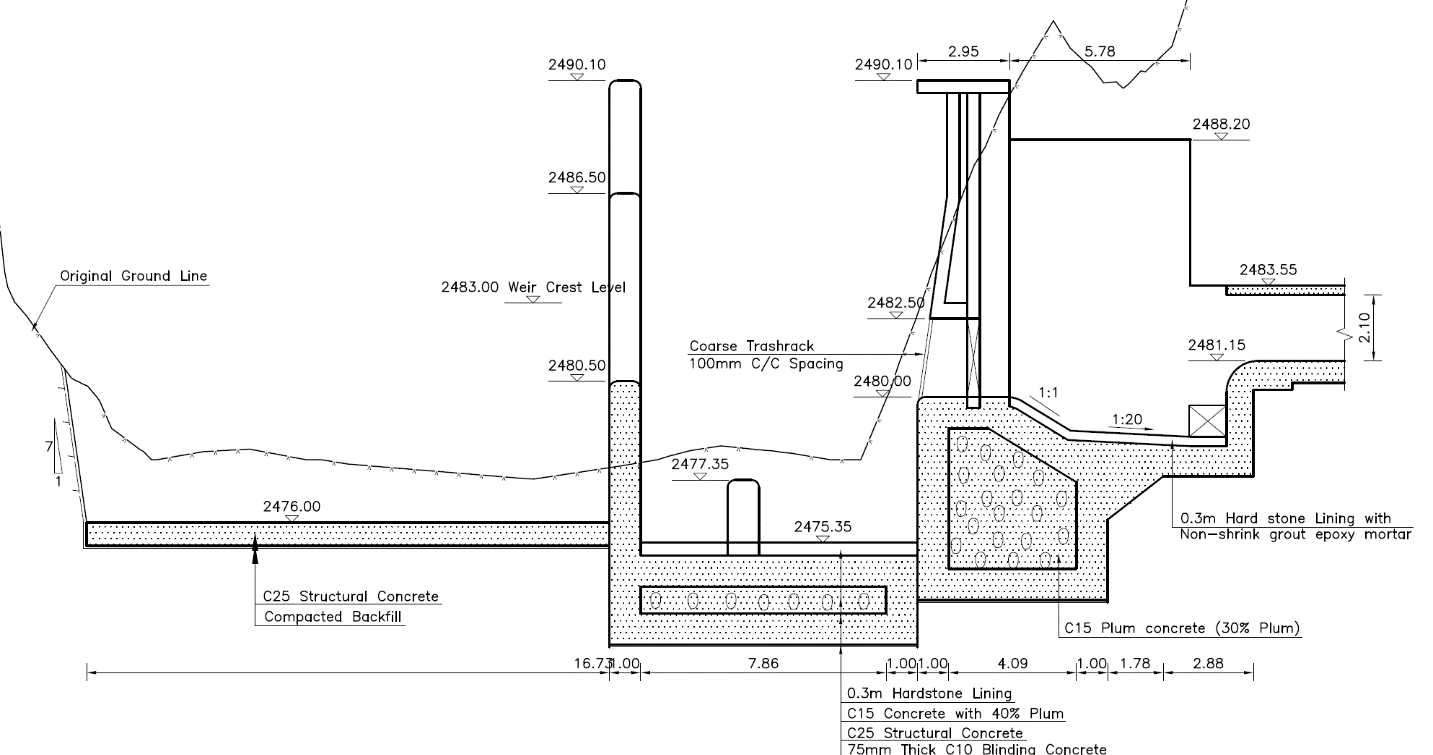 2.95
5.78
2490.10
2490.10
2488.20
2486.50
Original Ground Line
2483.00 Weir Crest Level
2483.55
2482.50
2.10
Coarse Trashrack
100mm C/C Spacing
2481.15
2480.50
2480.00
1:1
1:20
7
1
2477.35
2476.00
2475.35
0.3m Hard stone Lining with
Non-shrink grout epoxy mortar
C25 Structural Concrete
Compacted Backfill
C15 Plum concrete (30% Plum)
16.73 1.00 7.86 1.00 1.00 4.09 1.00 1.78 2.88
0.3m Hardstone Lining
C15 Concrete with 40% Plum
C25 Structural Concrete
75mm Thick C10 Blinding Concrete